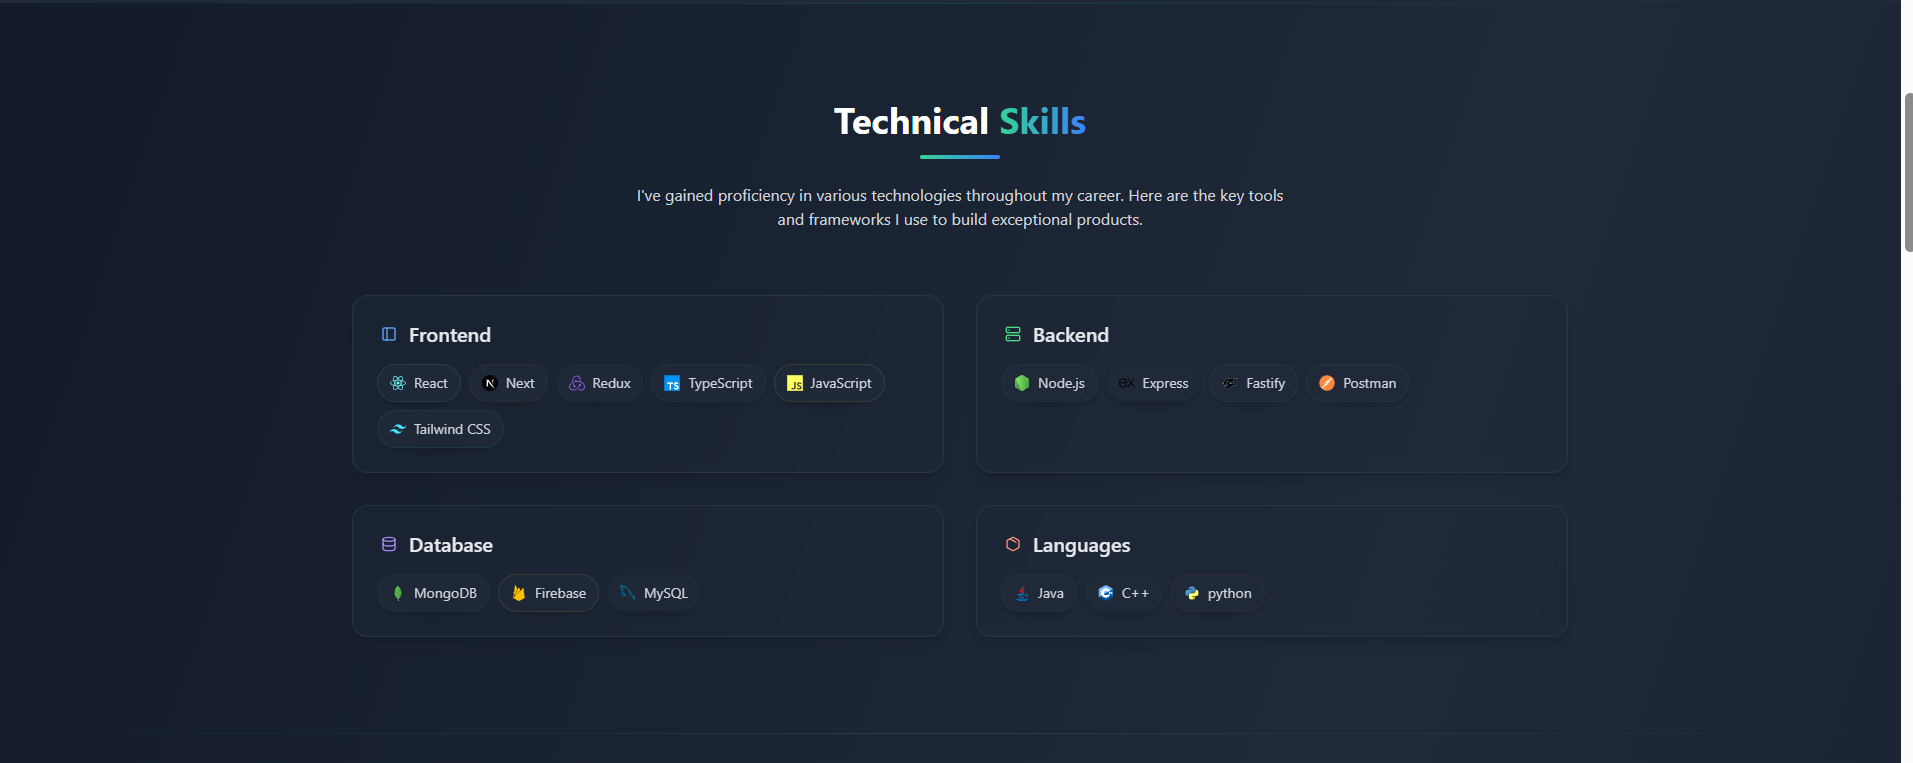 Technical Skills
I've gained proficiency in various technologies throughout my career. Here are the key tools
and frameworks I use to build exceptional products.
Frontend
React
N Next
Redux
TS TypeScript
JS JavaScript
Tailwind CSS
Backend
Node.js
ex Express
Fastify
Postman
Database
MongoDB
Firebase
MySQL
Languages
Java
C C++
python